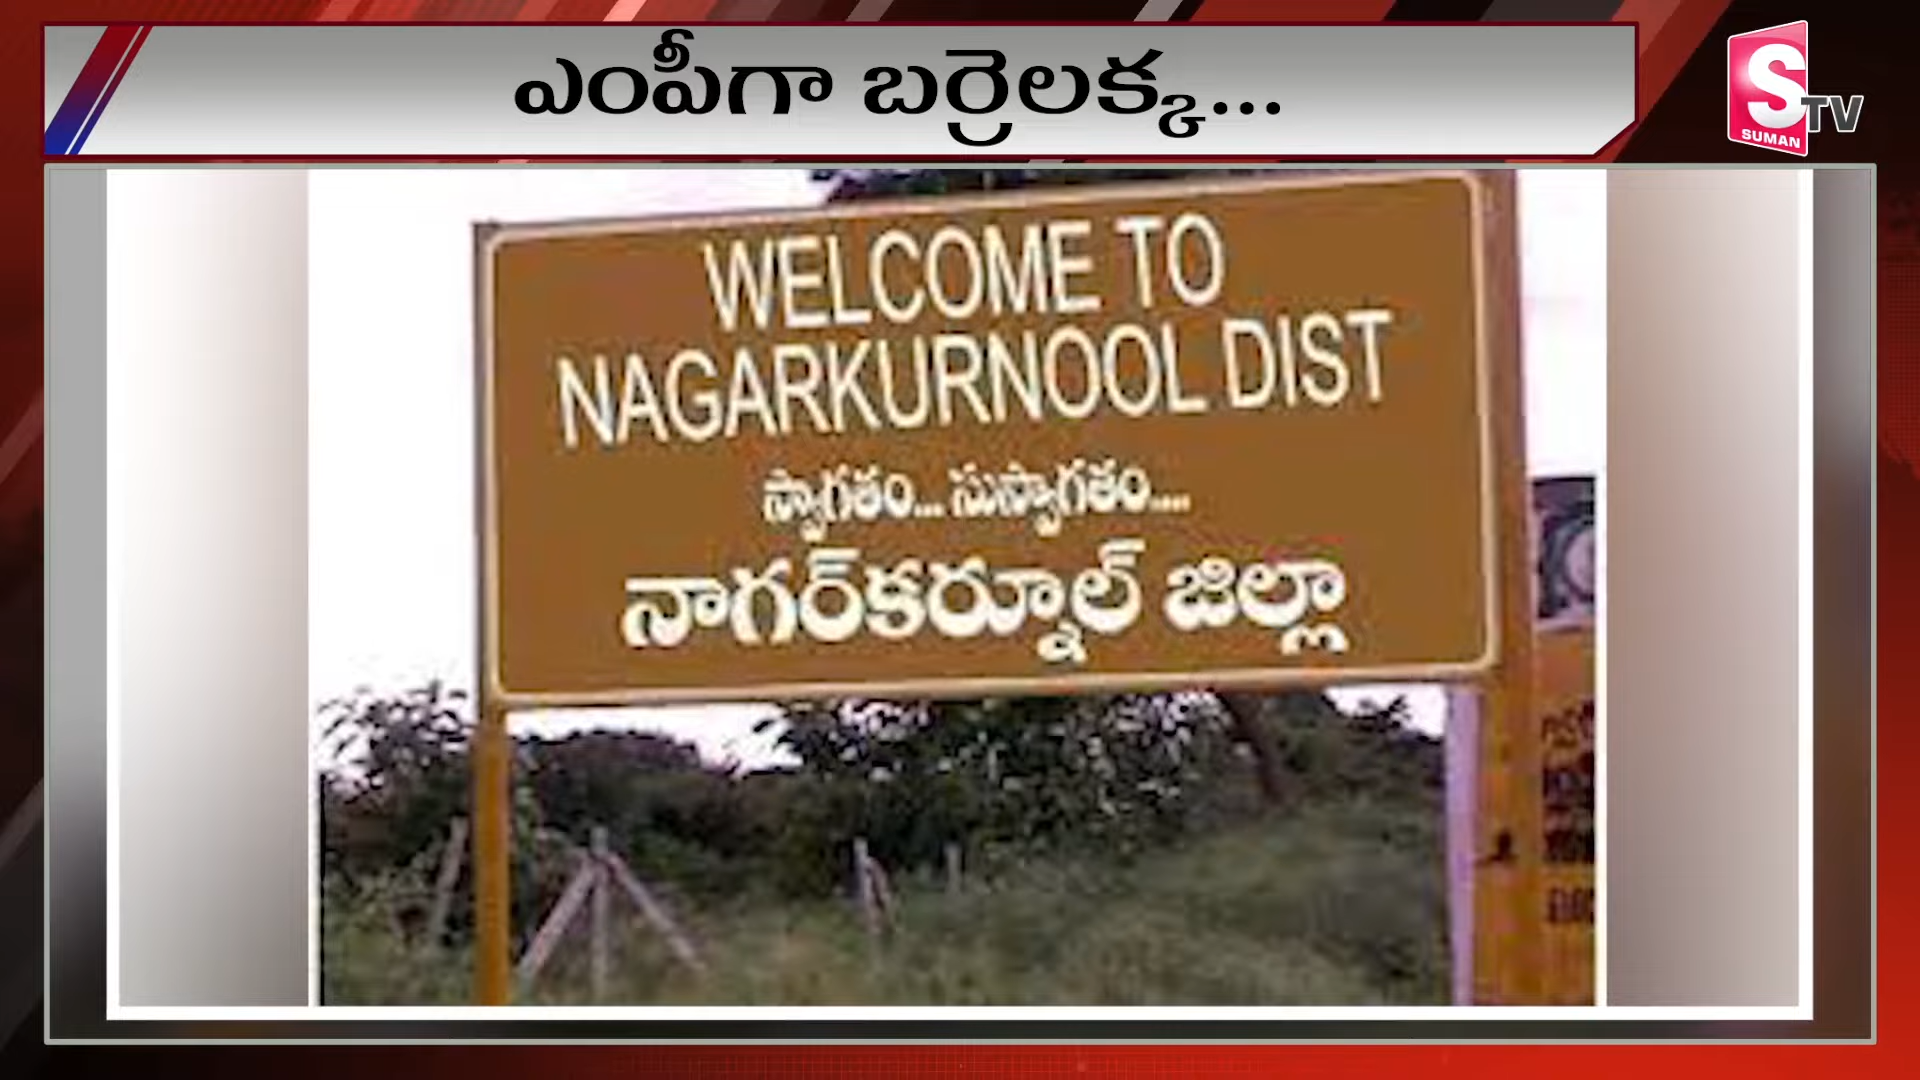 ఎంపీగా బర్రెలక్క...
S TV
SUMAN
WELCOME TO
NAGARKURNOOL DIST
స్వాగతం... సుస్వాగతం....
నాగర్‌కర్నూల్ జిల్లా